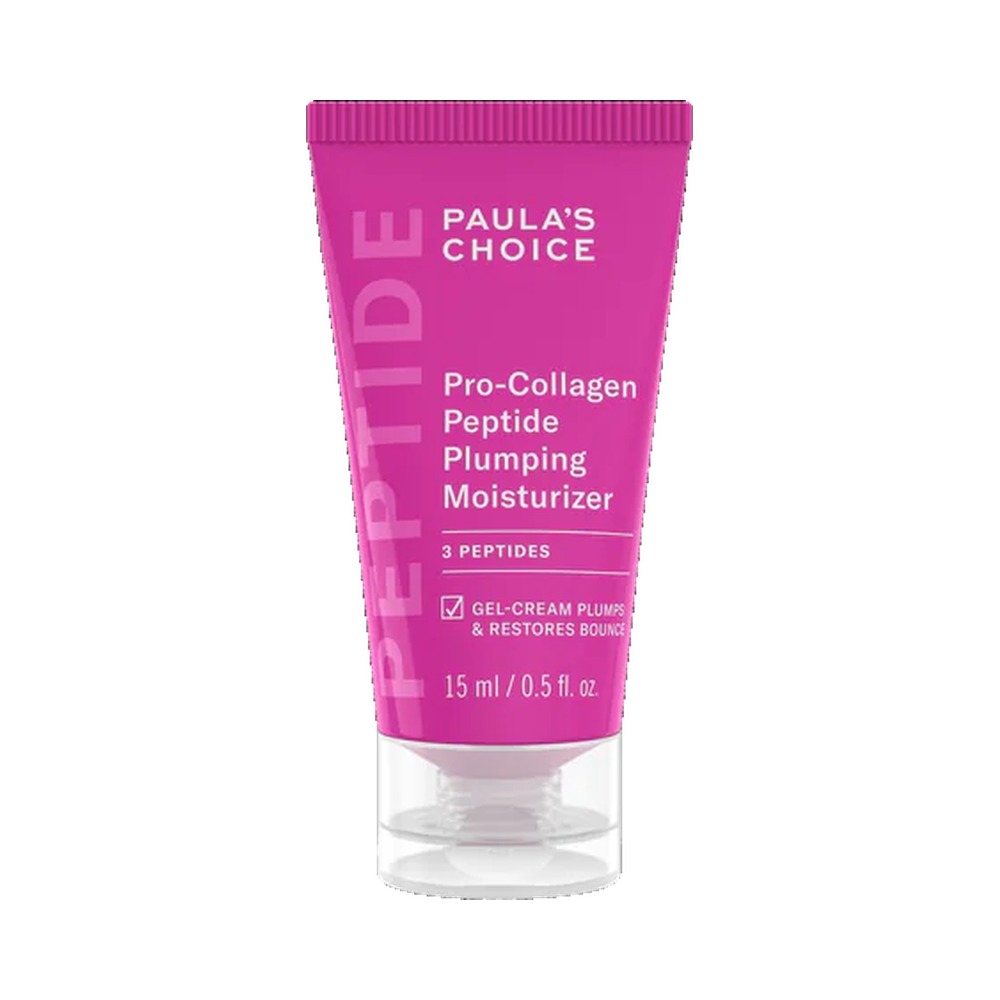 PEPTIDE
PAULA'S
CHOICE
Pro-Collagen
Peptide
Plumping
Moisturizer
3 PEPTIDES
GEL-CREAM PLUMPS
& RESTORES BOUNCE
15 ml / 0.5 fl. oz.